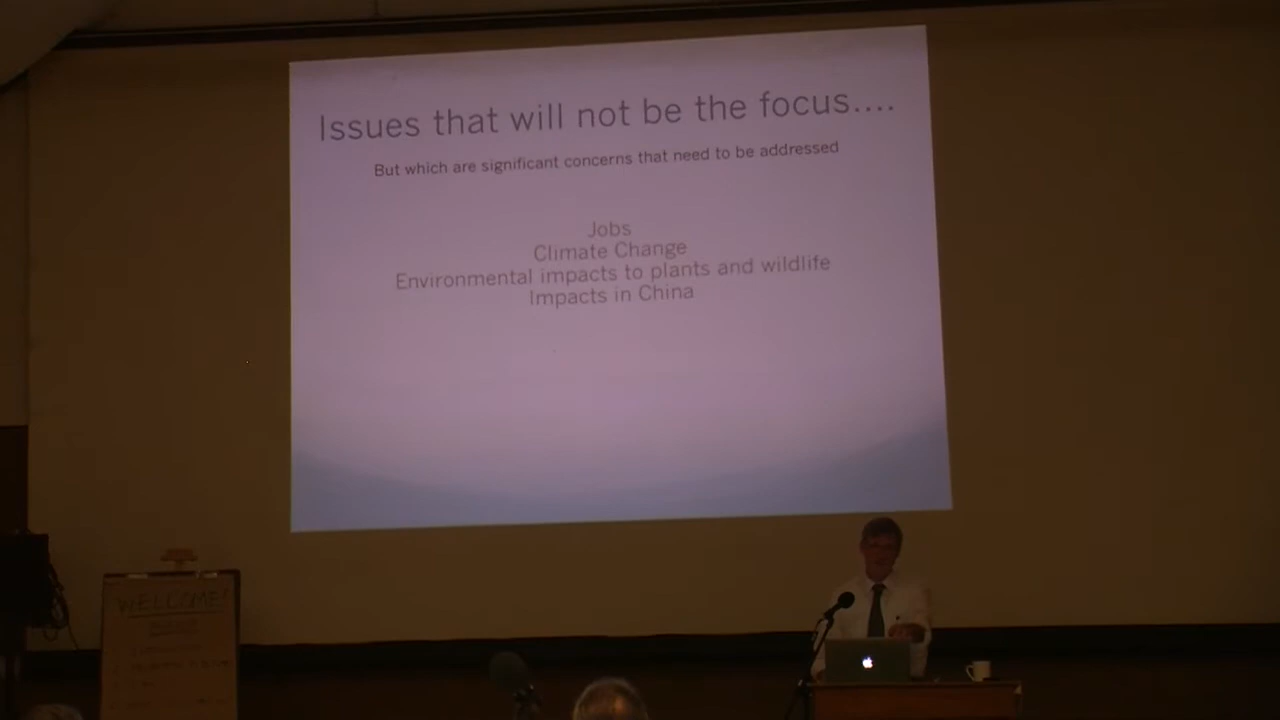 Issues that will not be the focus....
But which are significant concerns that need to be addressed
Jobs
Climate Change
Environmental impacts to plants and wildlife
Impacts in China
WELCOME!